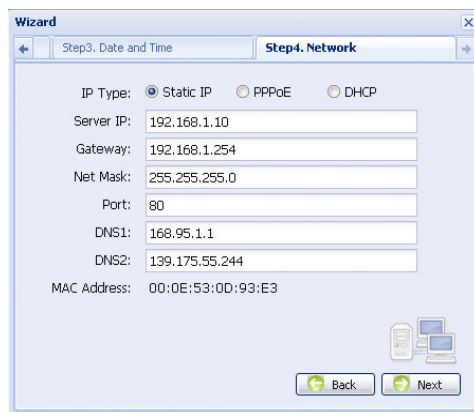 Wizard
Step3. Date and Time
Step4. Network
IP Type: Static IP PPPoE DHCP
Server IP: 192.168.1.10
Gateway: 192.168.1.254
Net Mask: 255.255.255.0
Port: 80
DNS1: 168.95.1.1
DNS2: 139.175.55.244
MAC Address: 00:0E:53:0D:93:E3
Back Next